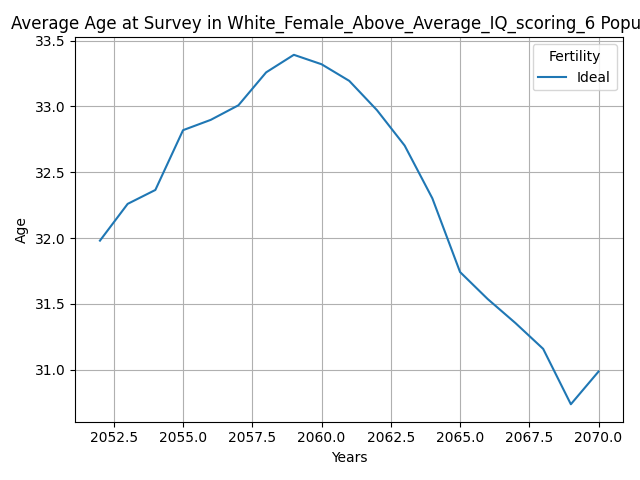 Average Age at Survey in White_Female_Above_Average_IQ_scoring_6 Popu
33.5
33.0
32.5
32.0
31.5
31.0
Age
Fertility
Ideal
2052.5 2055.0 2057.5 2060.0 2062.5 2065.0 2067.5 2070.0
Years